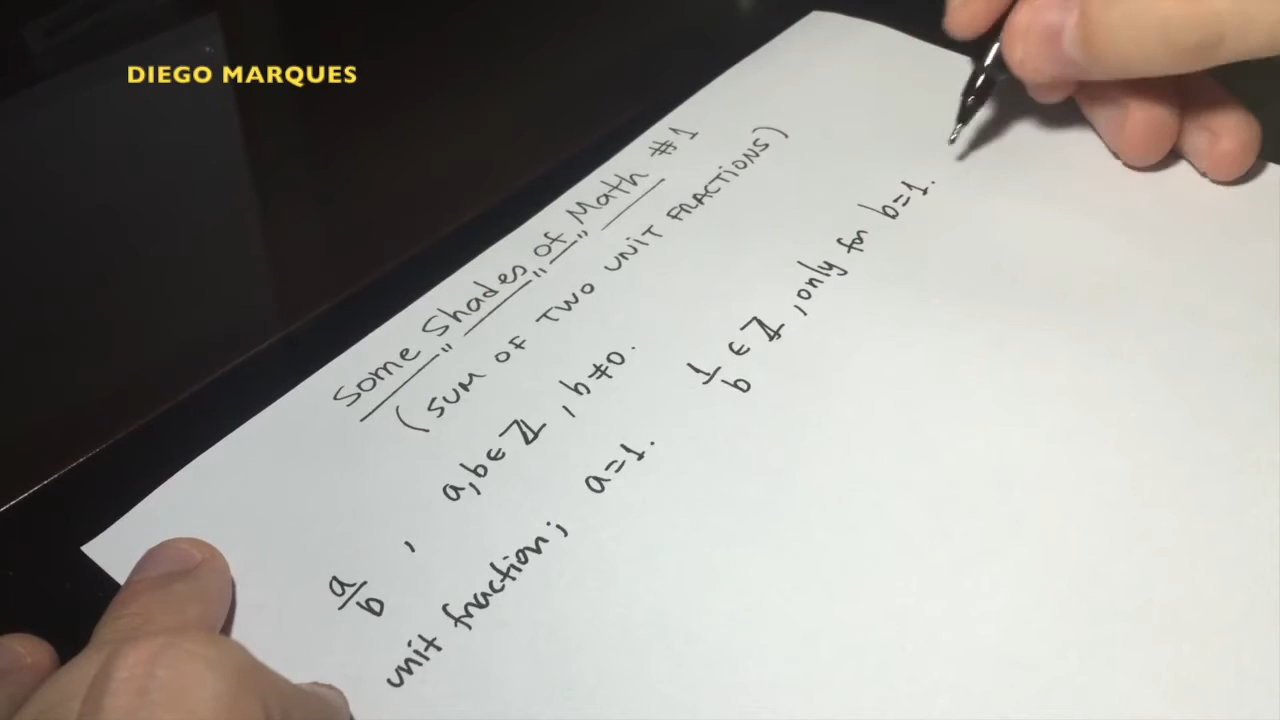 DIEGO MARQUES
Some "Shades" of "Math #1
(SUM OF TWO UNIT FRACTIONS)
a/b , a,b∈ℤ , b≠0.
unit fraction; a=1. 1/b ∈ ℤ , only for b=1.